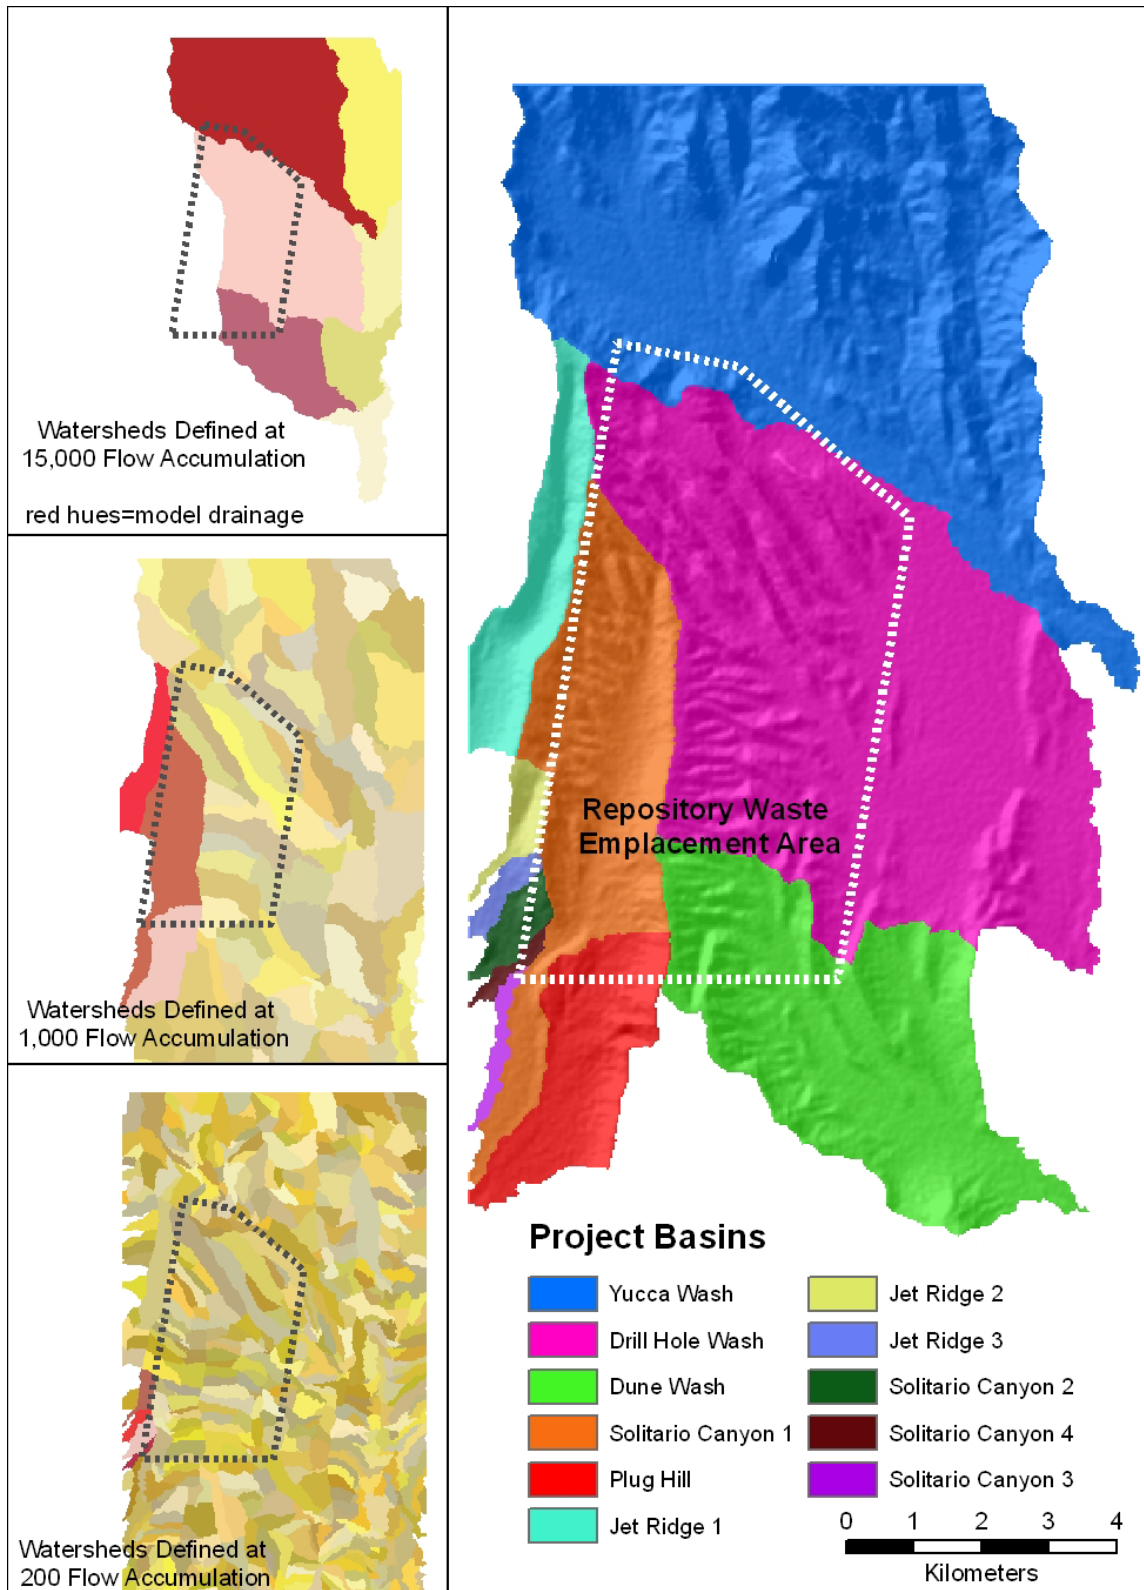 Watersheds Defined at
15,000 Flow Accumulation
red hues=model drainage
Watersheds Defined at
1,000 Flow Accumulation
Watersheds Defined at
200 Flow Accumulation
Repository Waste
Emplacement Area
Project Basins
Yucca Wash
Drill Hole Wash
Dune Wash
Solitario Canyon 1
Plug Hill
Jet Ridge 1
Jet Ridge 2
Jet Ridge 3
Solitario Canyon 2
Solitario Canyon 4
Solitario Canyon 3
0 1 2 3 4
Kilometers